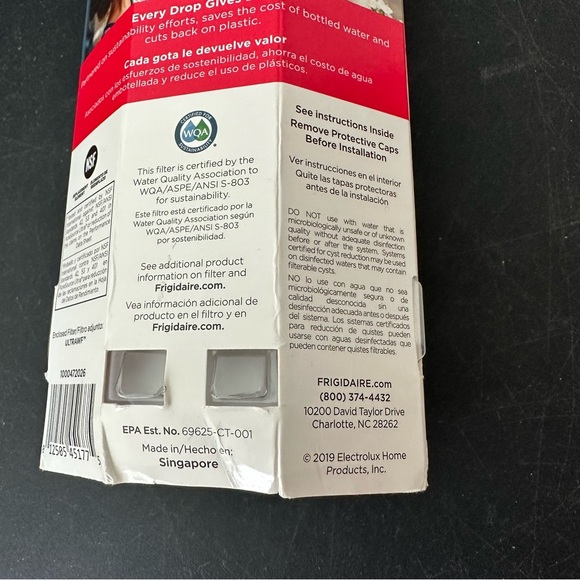 Every Drop Gives
sustainability efforts, saves the cost of bottled water and
cuts back on plastic.
Cada gota le devuelve valor
esfuerzos de sostenibilidad, ahorra el costo de agua
embotellada y reduce el uso de plásticos.
NSF
Enclosed Filter/Filtro adjunto:
ULTRAWF™
1000472026
12505 45177 5
CERTIFIED FOR
WQA
SUSTAINABILITY
This filter is certified by the
Water Quality Association to
WQA/ASPE/ANSI S-803
for sustainability.
Este filtro está certificado por la
Water Quality Association según
WQA/ASPE/ANSI S-803
por sostenibilidad.
See additional product
information on filter and
Frigidaire.com.
Vea información adicional de
producto en el filtro y en
Frigidaire.com.
EPA Est. No. 69625-CT-001
Made in/Hecho en:
Singapore
See instructions inside
Remove Protective Caps
Before Installation
Ver instrucciones en el interior
Quite las tapas protectoras
antes de la instalación
DO NOT use with water that is
microbiologically unsafe or of unknown
quality without adequate disinfection
before or after the system. Systems
certified for cyst reduction may be used
on disinfected waters that may contain
filterable cysts.
NO lo use con agua que no sea
microbiológicamente segura o de
calidad desconocida sin una
desinfección adecuada antes o después
del sistema. Los sistemas certificados
para reducción de quistes pueden
usarse con aguas desinfectadas que
pueden contener quistes filtrables.
FRIGIDAIRE.com
(800) 374-4432
10200 David Taylor Drive
Charlotte, NC 28262
© 2019 Electrolux Home
Products, Inc.